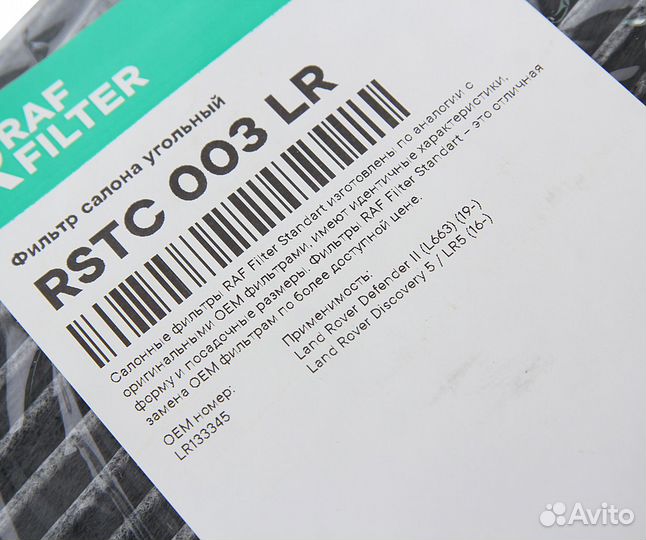 RAF
FILTER
Фильтр салона угольный
RSTC 003 LR
Салонные фильтры RAF Filter Standart изготовлены по аналогии с
оригинальными OEM фильтрами, имеют идентичные характеристики,
форму и посадочные размеры. Фильтры RAF Filter Standart – это отличная
замена OEM фильтрам по более доступной цене.
OEM номер:
LR133345
Применимость:
Land Rover Defender II (L663) (19-)
Land Rover Discovery 5 / LR5 (16-)
Avito